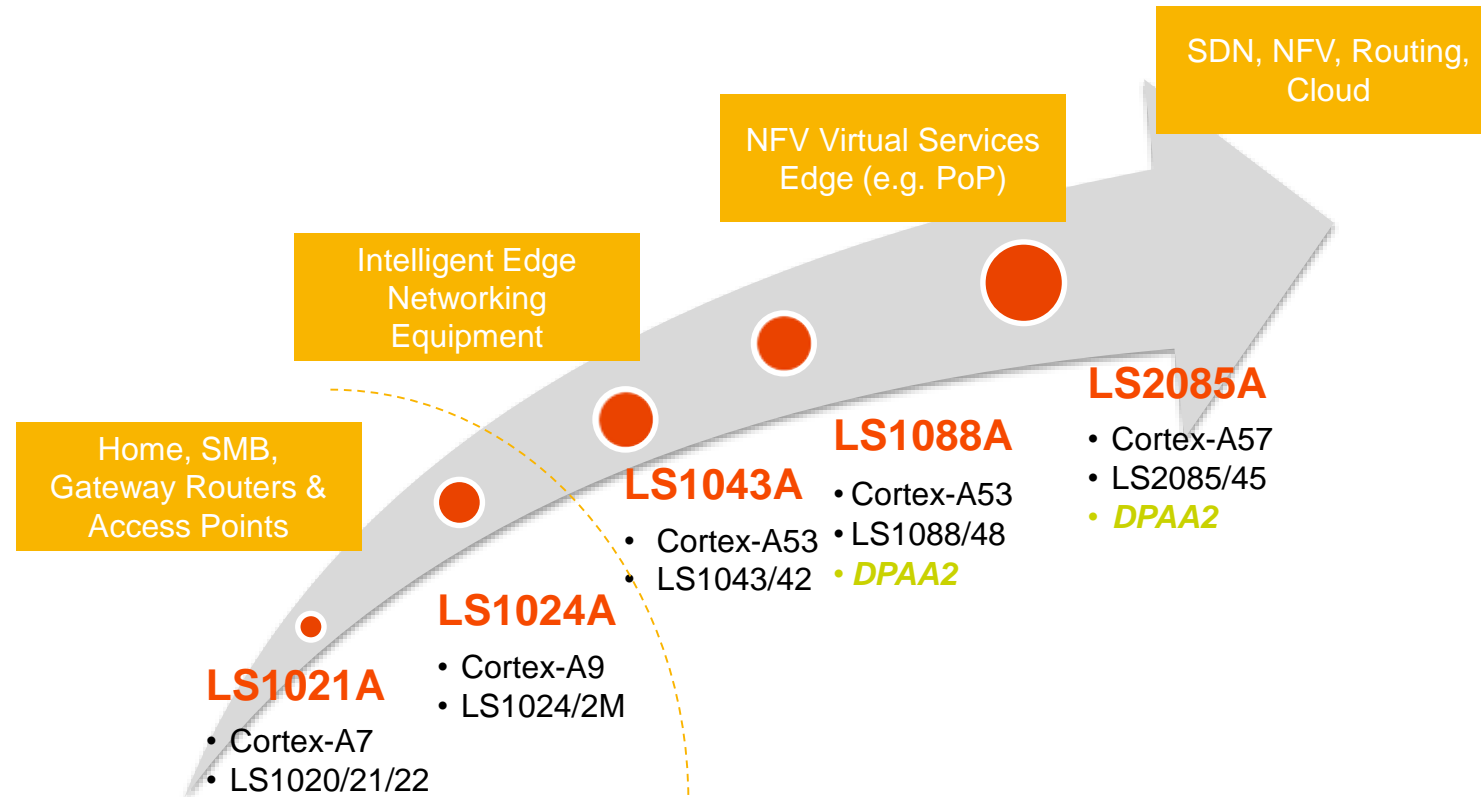 SDN, NFV, Routing,
Cloud
NFV Virtual Services
Edge (e.g. PoP)
Intelligent Edge
Networking
Equipment
Home, SMB,
Gateway Routers &
Access Points
LS1021A
• Cortex-A7
• LS1020/21/22
LS1024A
• Cortex-A9
• LS1024/2M
LS1043A
• Cortex-A53
• LS1043/42
LS1088A
• Cortex-A53
• LS1088/48
• DPAA2
LS2085A
• Cortex-A57
• LS2085/45
• DPAA2